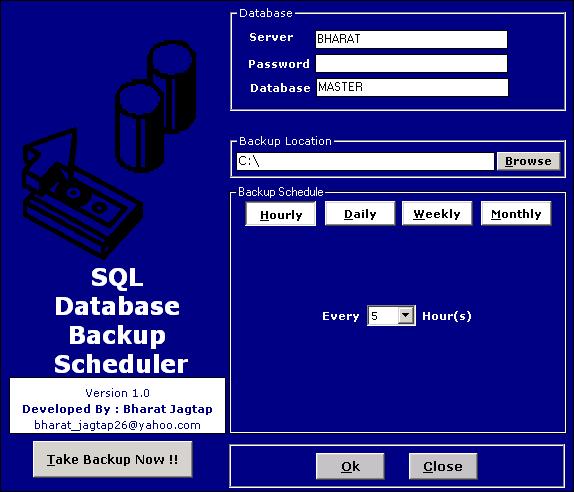 SQL
Database
Backup
Scheduler
Version 1.0
Developed By : Bharat Jagtap
bharat_jagtap26@yahoo.com
Take Backup Now !!
Database
Server BHARAT
Password
Database MASTER
Backup Location
C:\ Browse
Backup Schedule
Hourly Daily Weekly Monthly
Every 5 Hour(s)
Ok Close